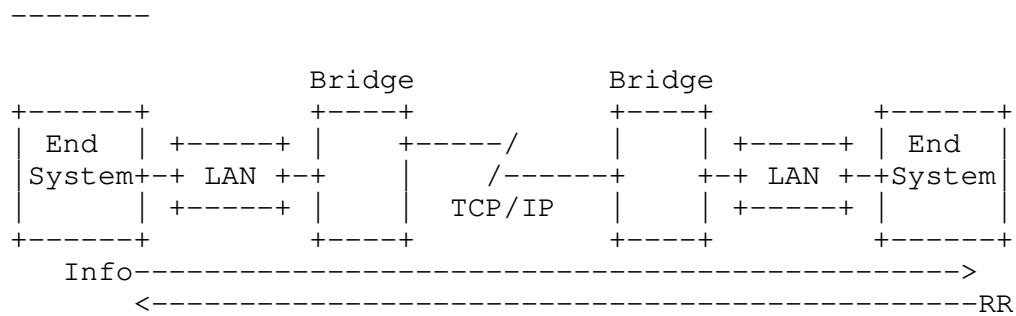 --------
Bridge Bridge
+------+ +----+ +----+ +------+
| End | +-----+ | +-----/ | | +-----+ | End |
|System+-+ LAN +-+ | /------+ +-+ LAN +-+System|
| | +-----+ | | TCP/IP | | +-----+ | |
+------+ +----+ +----+ +------+
Info----------------------------------------------->
<-----------------------------------------------RR